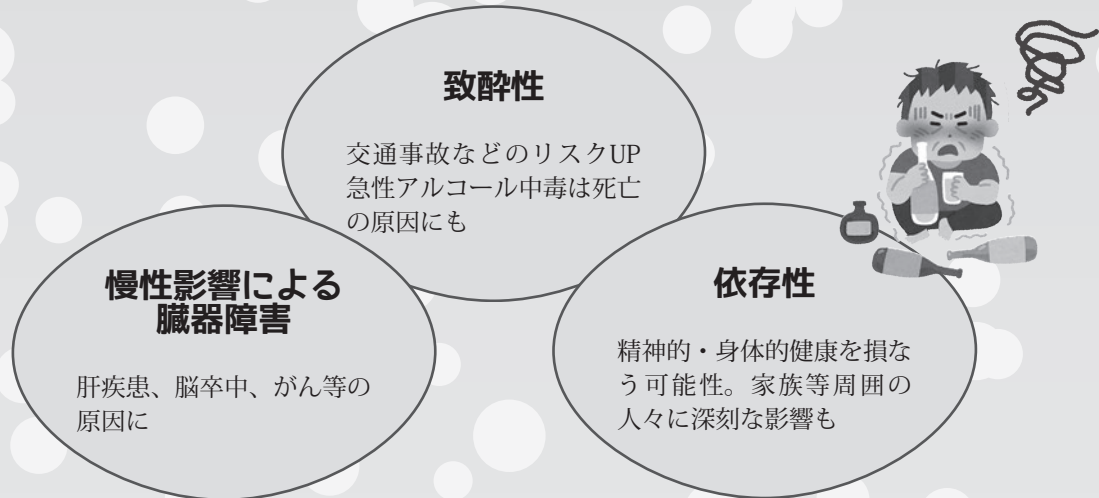 致酔性
交通事故などのリスクUP
急性アルコール中毒は死亡
の原因にも
慢性影響による
臓器障害
肝疾患、脳卒中、がん等の
原因に
依存性
精神的・身体的健康を損な
う可能性。家族等周囲の
人々に深刻な影響も